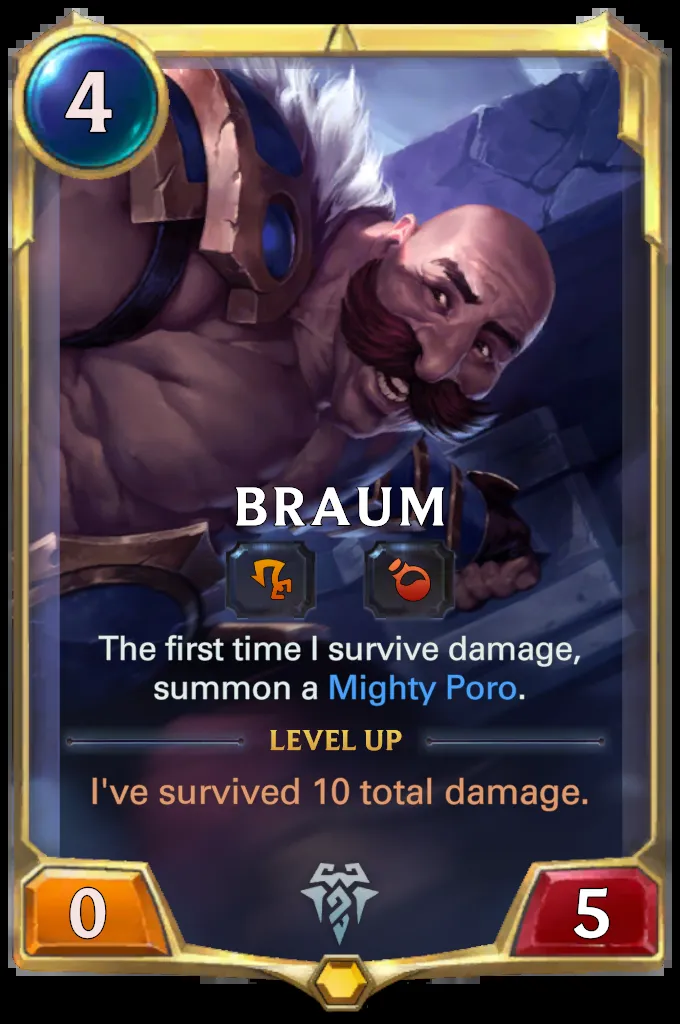 4
BRAUM
The first time I survive damage,
summon a Mighty Poro.
LEVEL UP
I've survived 10 total damage.
0
5